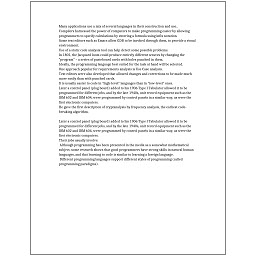 Many applications use a mix of several languages in their construction and use.
Computers harnessed the power of computers to make programming easier by allowing
programmers to specify calculations by entering a formula using infix notation.
Some text editors such as Emacs allow GDB to be invoked through them, to provide a visual
environment.
Use of a static code analysis tool can help detect some possible problems.
In 1801, the Jacquard loom could produce entirely different weaves by changing the
"program" - a series of pasteboard cards with holes punched in them.
Ideally, the programming language best suited for the task at hand will be selected.
One approach popular for requirements analysis is Use Case analysis.
Text editors were also developed that allowed changes and corrections to be made much
more easily than with punched cards.
It is usually easier to code in "high-level" languages than in "low-level" ones.
Later a control panel (plug board) added to his 1906 Type I Tabulator allowed it to be
programmed for different jobs, and by the late 1940s, unit record equipment such as the
IBM 602 and IBM 604, were programmed by control panels in a similar way, as were the
first electronic computers.
He gave the first description of cryptanalysis by frequency analysis, the earliest code-
breaking algorithm.

Later a control panel (plug board) added to his 1906 Type I Tabulator allowed it to be
programmed for different jobs, and by the late 1940s, unit record equipment such as the
IBM 602 and IBM 604, were programmed by control panels in a similar way, as were the
first electronic computers.
Their jobs usually involve:
Although programming has been presented in the media as a somewhat mathematical
subject, some research shows that good programmers have strong skills in natural human
languages, and that learning to code is similar to learning a foreign language.
Different programming languages support different styles of programming (called
programming paradigms).